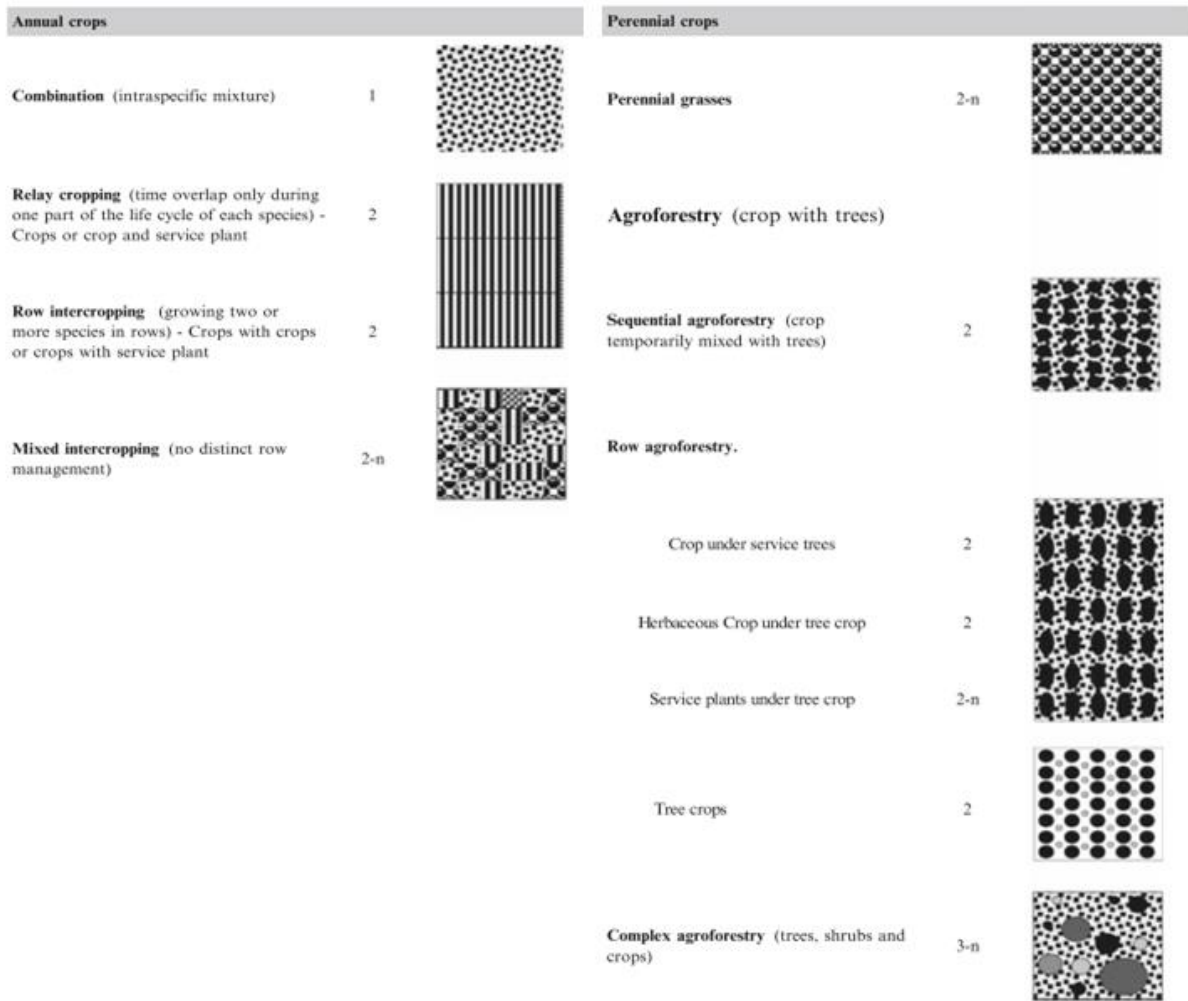 Annual crops
Combination (intraspecific mixture) 1
Relay cropping (time overlap only during
one part of the life cycle of each species) - 2
Crops or crop and service plant
Row intercropping (growing two or
more species in rows) - Crops with crops 2
or crops with service plant
Mixed intercropping (no distinct row
management) 2-n
Perennial crops
Perennial grasses 2-n
Agroforestry (crop with trees)
Sequential agroforestry (crop
temporarily mixed with trees) 2
Row agroforestry.
Crop under service trees 2
Herbaceous Crop under tree crop 2
Service plants under tree crop 2-n
Tree crops 2
Complex agroforestry (trees, shrubs and
crops) 3-n